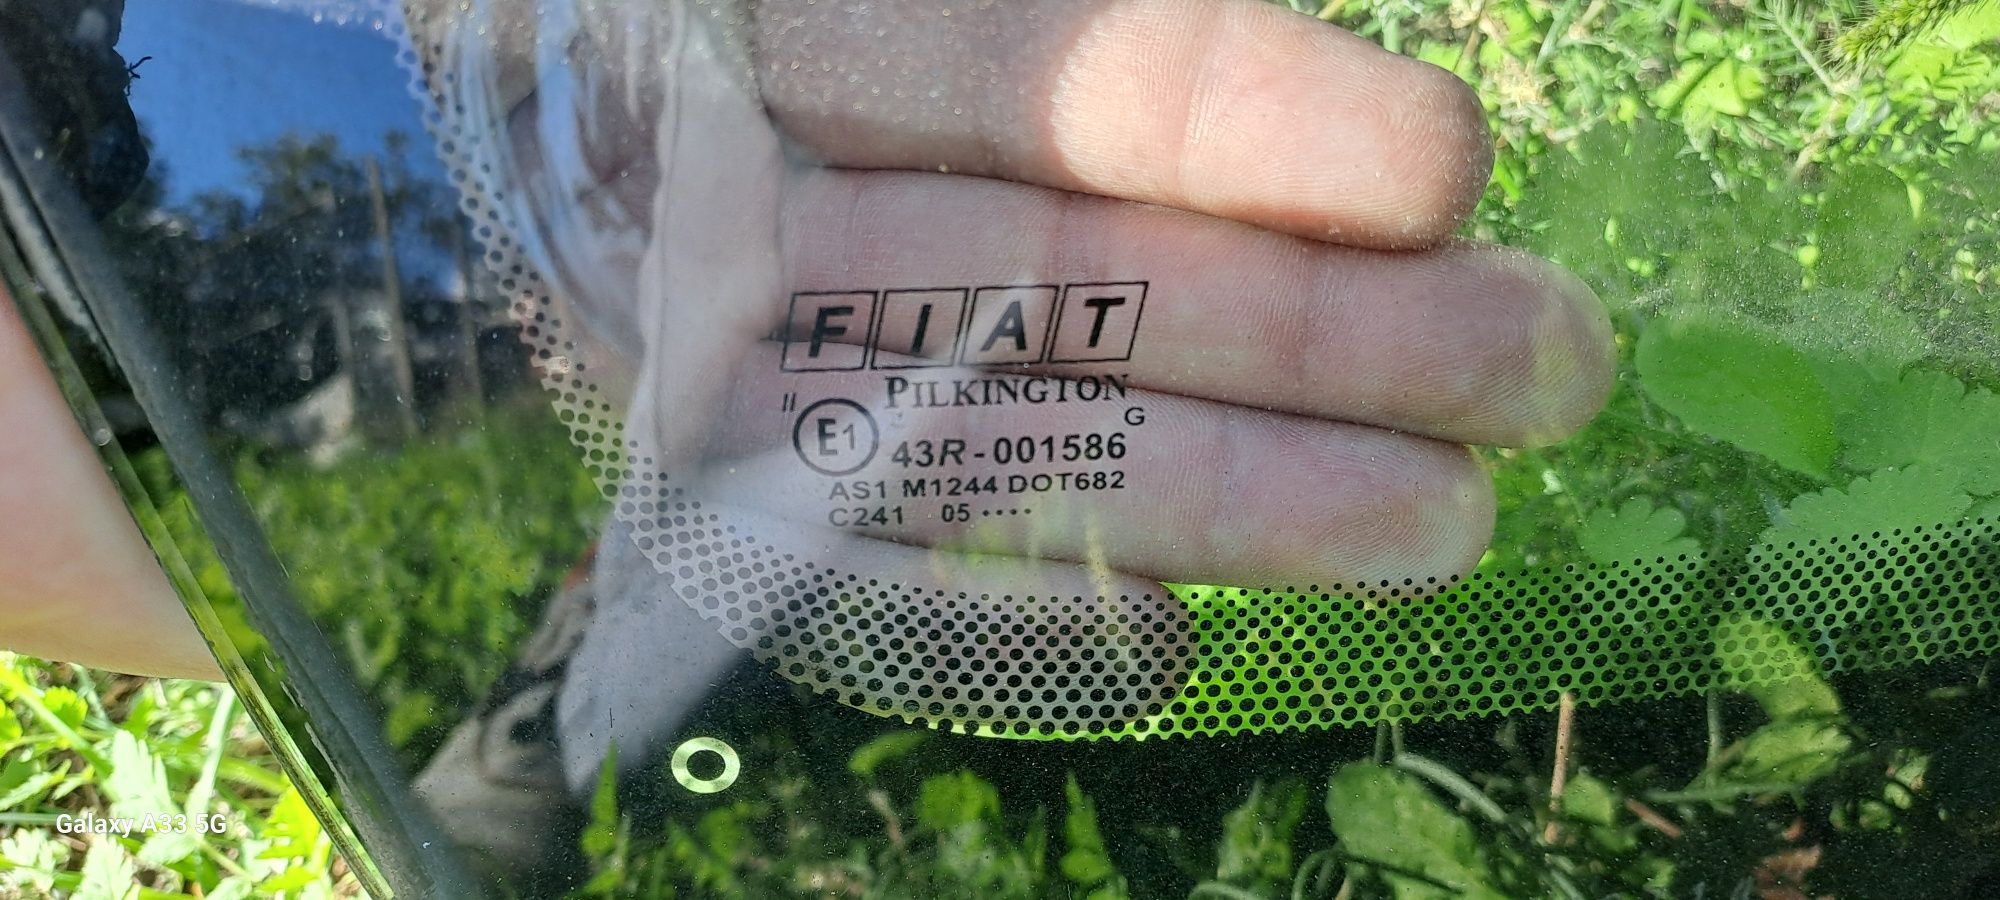 FIAT
PILKINGTON
II E1 43R-001586 G
AS1 M1244 DOT682
C241 05 ····
Galaxy A33 5G